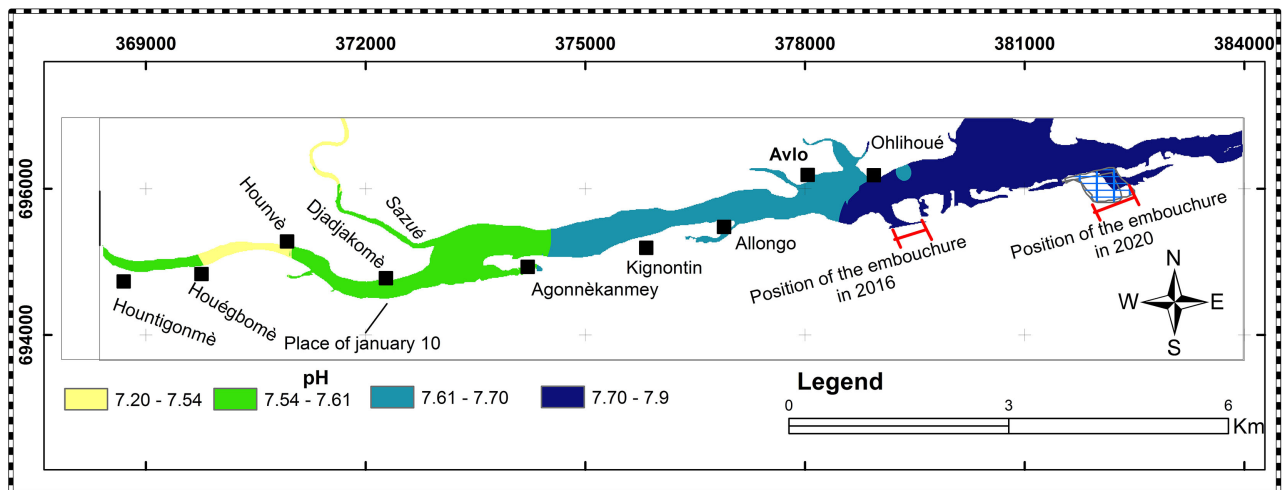 369000 372000 375000 378000 381000 384000
696000
694000
Hountigonmè
Houégbomè
Hounvè
Djadjakomè
Sazué
Place of january 10
Agonnèkanmey
Kignontin
Allongo
Avlo
Ohlihoué
Position of the embouchure
in 2016
Position of the embouchure
in 2020
N
W E
S
pH
7.20 - 7.54 7.54 - 7.61 7.61 - 7.70 7.70 - 7.9
Legend
0 3 6
Km